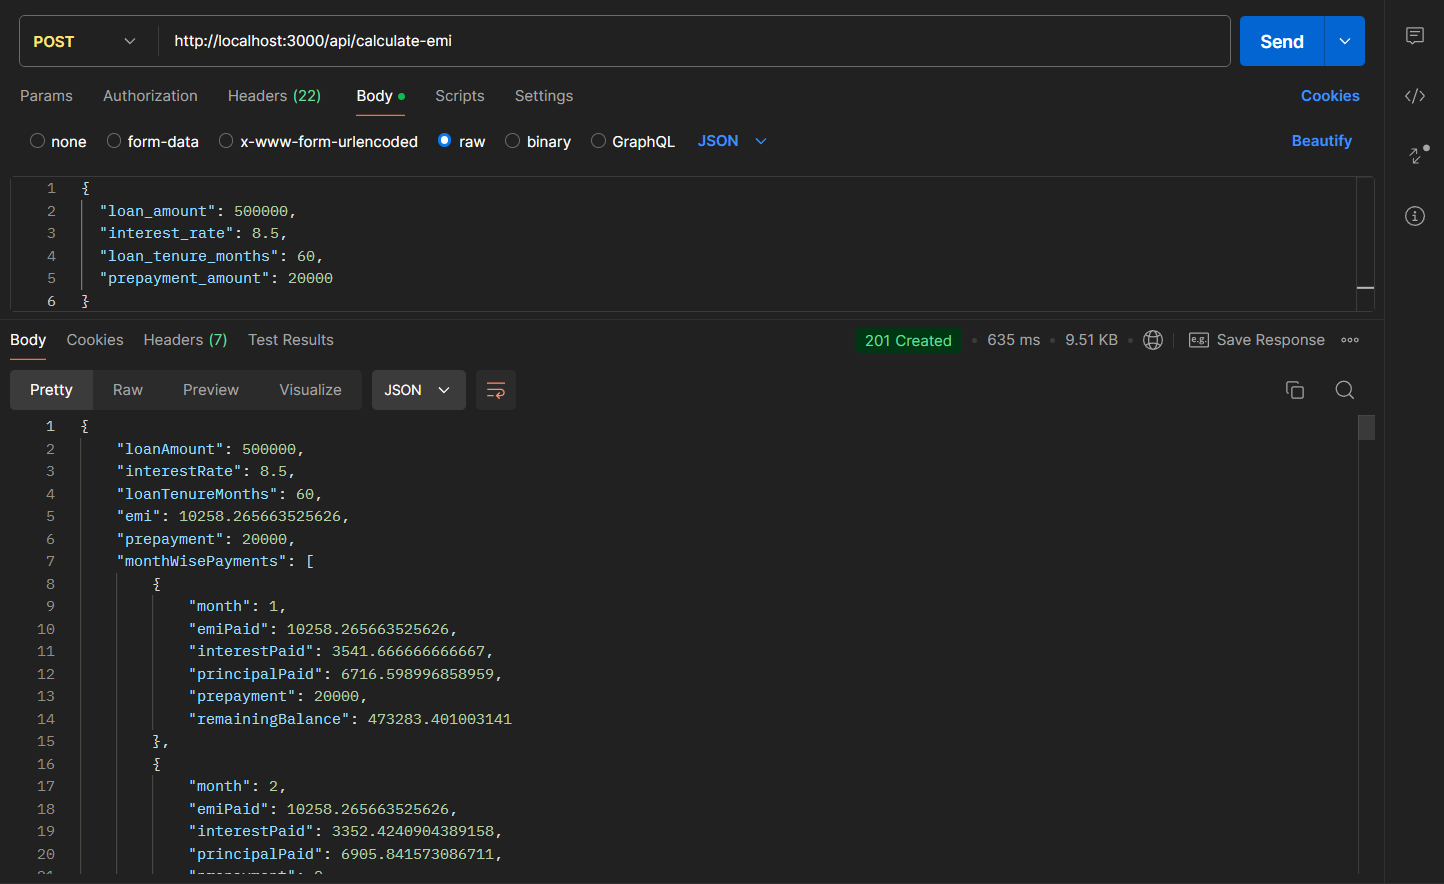 POST http://localhost:3000/api/calculate-emi Send
Params Authorization Headers (22) Body Scripts Settings Cookies
none form-data x-www-form-urlencoded raw binary GraphQL JSON Beautify
1 {
2 "loan_amount": 500000,
3 "interest_rate": 8.5,
4 "loan_tenure_months": 60,
5 "prepayment_amount": 20000
6 }
Body Cookies Headers (7) Test Results 201 Created 635 ms 9.51 KB e.g. Save Response
Pretty Raw Preview Visualize JSON
1 {
2 "loanAmount": 500000,
3 "interestRate": 8.5,
4 "loanTenureMonths": 60,
5 "emi": 10258.265663525626,
6 "prepayment": 20000,
7 "monthWisePayments": [
8 {
9 "month": 1,
10 "emiPaid": 10258.265663525626,
11 "interestPaid": 3541.666666666667,
12 "principalPaid": 6716.598996858959,
13 "prepayment": 20000,
14 "remainingBalance": 473283.401003141
15 },
16 {
17 "month": 2,
18 "emiPaid": 10258.265663525626,
19 "interestPaid": 3352.4240904389158,
20 "principalPaid": 6905.841573086711,